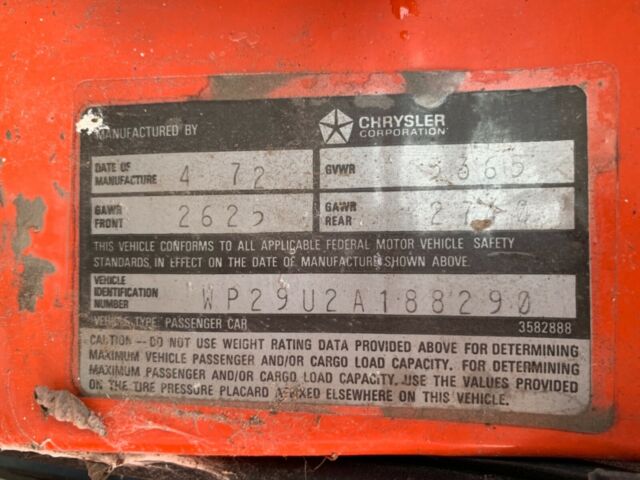 MANUFACTURED BY CHRYSLER CORPORATION
DATE OF MANUFACTURE 4 72 GVWR 5365
GAWR FRONT 2625 GAWR REAR
THIS VEHICLE CONFORMS TO ALL APPLICABLE FEDERAL MOTOR VEHICLE SAFETY
STANDARDS IN EFFECT ON THE DATE OF MANUFACTURE SHOWN ABOVE.
VEHICLE IDENTIFICATION NUMBER WP29U2A188290
VEHICLE TYPE: PASSENGER CAR 3582888
CAUTION—DO NOT USE WEIGHT RATING DATA PROVIDED ABOVE FOR DETERMINING
MAXIMUM VEHICLE PASSENGER AND/OR CARGO LOAD CAPACITY. FOR DETERMINING
MAXIMUM PASSENGER AND/OR CARGO LOAD CAPACITY, USE THE VALUES PROVIDED
ON THE TIRE PRESSURE PLACARD AFFIXED ELSEWHERE ON THIS VEHICLE.